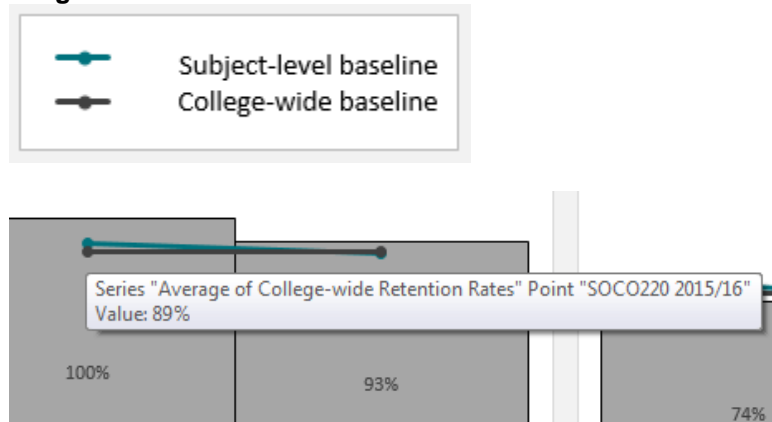 Subject-level baseline
College-wide baseline
Series "Average of College-wide Retention Rates" Point "SOCO220 2015/16"
Value: 89%
100%
93%
74%